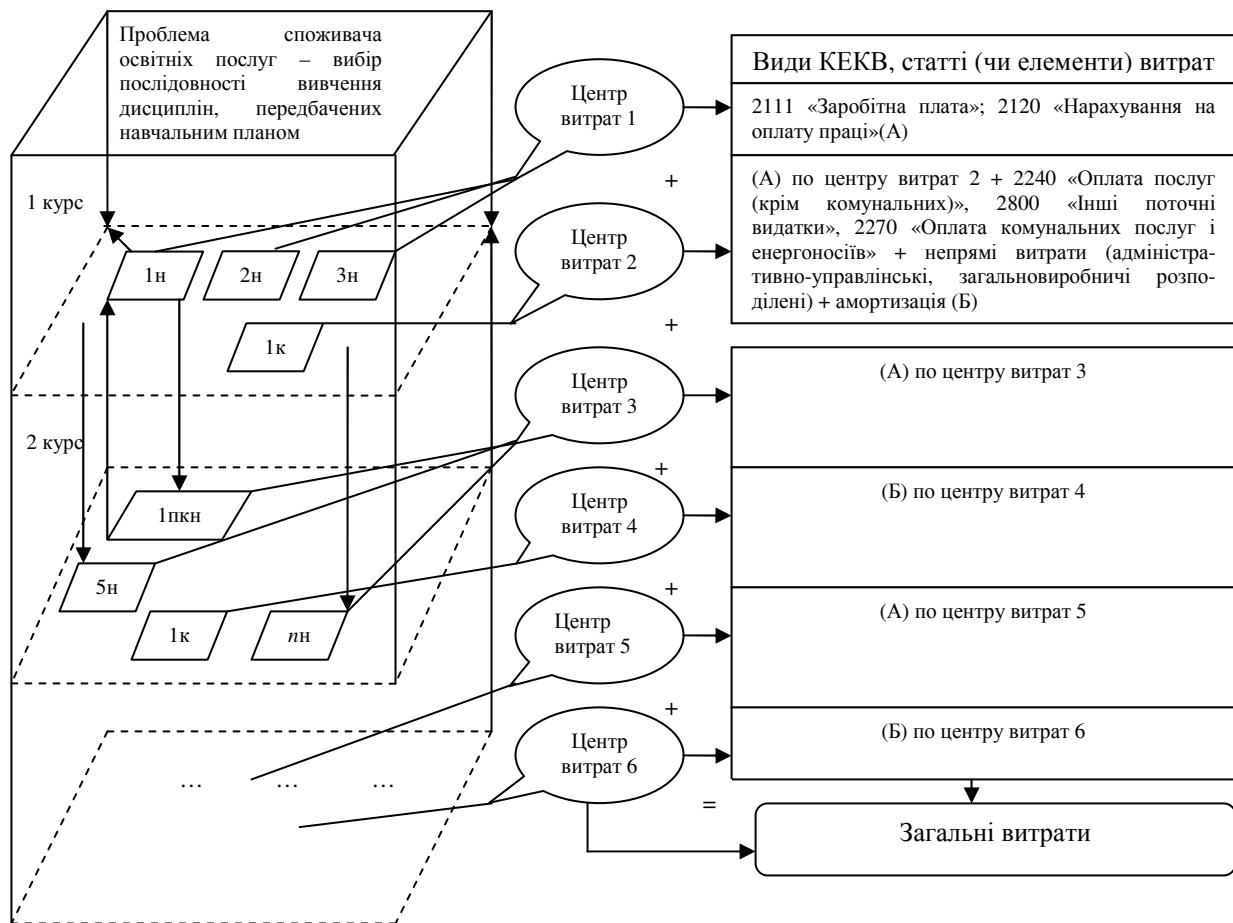 Проблема споживача
освітніх послуг – вибір
послідовності вивчення
дисциплін, передбачених
навчальним планом
1 курс
1н
2н
3н
1к
2 курс
1пкн
5н
1к
nн
… … …
Центр
витрат 1
+
Центр
витрат 2
+
Центр
витрат 3
+
Центр
витрат 4
+
Центр
витрат 5
+
Центр
витрат 6
=
Види КЕКВ, статті (чи елементи) витрат
2111 «Заробітна плата»; 2120 «Нарахування на
оплату праці»(А)
(А) по центру витрат 2 + 2240 «Оплата послуг
(крім комунальних)», 2800 «Інші поточні
видатки», 2270 «Оплата комунальних послуг і
енергоносіїв» + непрямі витрати (адміністра-
тивно-управлінські, загальновиробничі розпо-
ділені) + амортизація (Б)
(А) по центру витрат 3
(Б) по центру витрат 4
(А) по центру витрат 5
(Б) по центру витрат 6
Загальні витрати